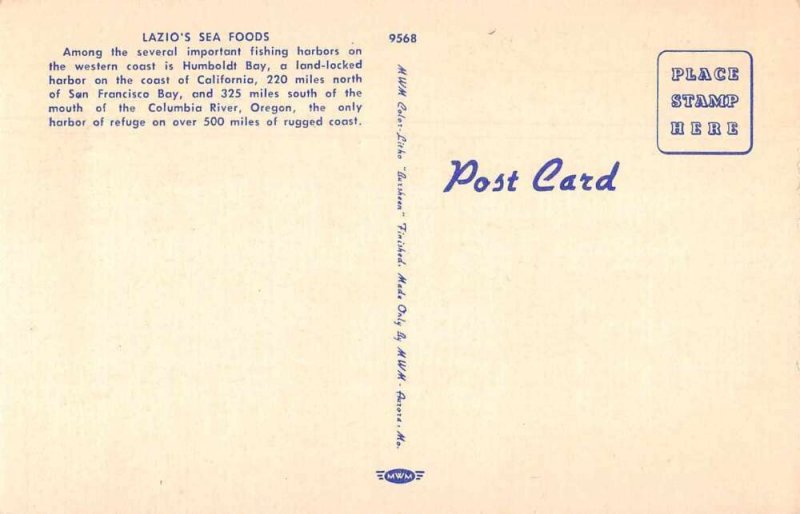 LAZIO'S SEA FOODS
Among the several important fishing harbors on
the western coast is Humboldt Bay, a land-locked
harbor on the coast of California, 220 miles north
of San Francisco Bay, and 325 miles south of the
mouth of the Columbia River, Oregon, the only
harbor of refuge on over 500 miles of rugged coast.
9568
MWM Color-Litho "Aursheen" Finished. Made Only By MWM - Aurora, Mo.
MWM
Post Card
PLACE
STAMP
HERE